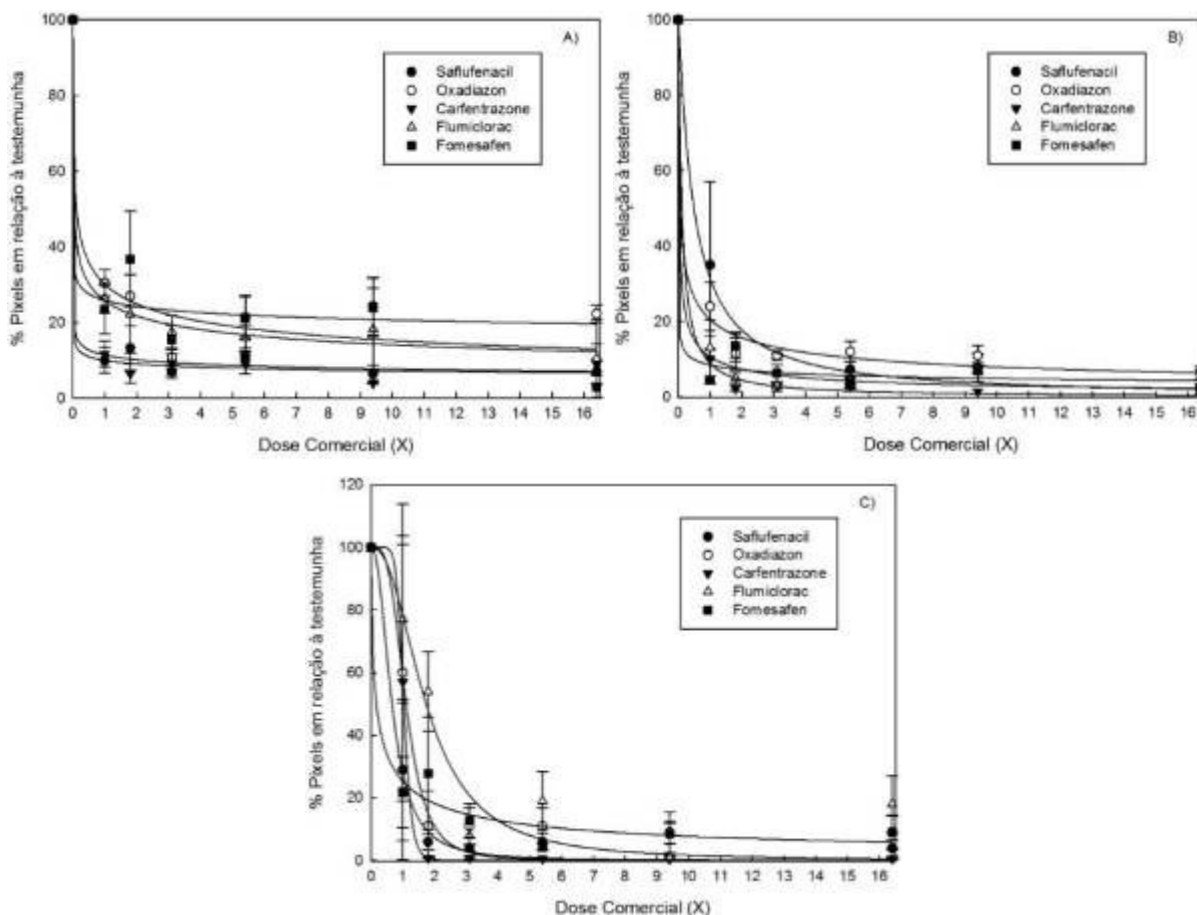 A)
% Pixels em relação à testemunha
100
80
60
40
20
0
Saflufenacil
Oxadiazon
Carfentrazone
Flumiclorac
Fomesafen
0 1 2 3 4 5 6 7 8 9 10 11 12 13 14 15 16
Dose Comercial (X)
B)
% Pixels em relação à testemunha
100
80
60
40
20
0
Saflufenacil
Oxadiazon
Carfentrazone
Flumiclorac
Fomesafen
0 1 2 3 4 5 6 7 8 9 10 11 12 13 14 15 16
Dose Comercial (X)
C)
% Pixels em relação à testemunha
120
100
80
60
40
20
0
Saflufenacil
Oxadiazon
Carfentrazone
Flumiclorac
Fomesafen
0 1 2 3 4 5 6 7 8 9 10 11 12 13 14 15 16
Dose Comercial (X)